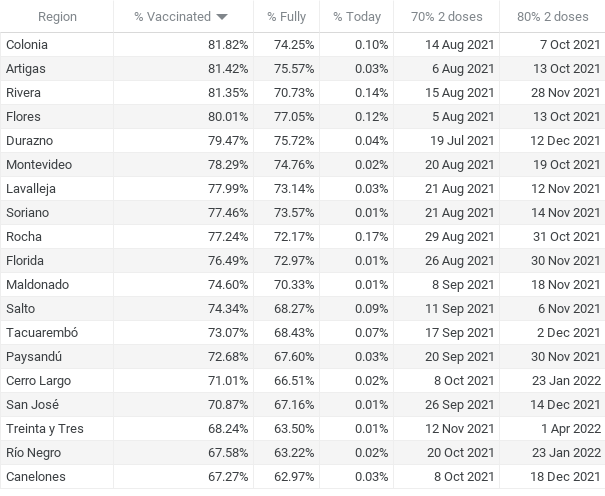 Region % Vaccinated % Fully % Today 70% 2 doses 80% 2 doses
Colonia 81.82% 74.25% 0.10% 14 Aug 2021 7 Oct 2021
Artigas 81.42% 75.57% 0.03% 6 Aug 2021 13 Oct 2021
Rivera 81.35% 70.73% 0.14% 15 Aug 2021 28 Nov 2021
Flores 80.01% 77.05% 0.12% 5 Aug 2021 13 Oct 2021
Durazno 79.47% 75.72% 0.04% 19 Jul 2021 12 Dec 2021
Montevideo 78.29% 74.76% 0.02% 20 Aug 2021 19 Oct 2021
Lavalleja 77.99% 73.14% 0.03% 21 Aug 2021 12 Nov 2021
Soriano 77.46% 73.57% 0.01% 21 Aug 2021 14 Nov 2021
Rocha 77.24% 72.17% 0.17% 29 Aug 2021 31 Oct 2021
Florida 76.49% 72.97% 0.01% 26 Aug 2021 30 Nov 2021
Maldonado 74.60% 70.33% 0.01% 8 Sep 2021 18 Nov 2021
Salto 74.34% 68.27% 0.09% 11 Sep 2021 6 Nov 2021
Tacuarembó 73.07% 68.43% 0.07% 17 Sep 2021 2 Dec 2021
Paysandú 72.68% 67.60% 0.03% 20 Sep 2021 30 Nov 2021
Cerro Largo 71.01% 66.51% 0.02% 8 Oct 2021 23 Jan 2022
San José 70.87% 67.16% 0.01% 26 Sep 2021 14 Dec 2021
Treinta y Tres 68.24% 63.50% 0.01% 12 Nov 2021 1 Apr 2022
Río Negro 67.58% 63.22% 0.02% 20 Oct 2021 23 Jan 2022
Canelones 67.27% 62.97% 0.03% 8 Oct 2021 18 Dec 2021